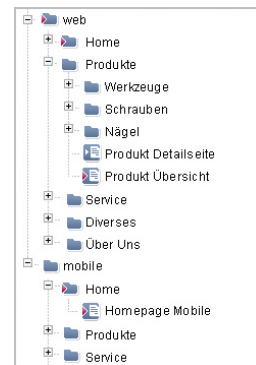 web
Home
Produkte
Werkzeuge
Schrauben
Nägel
Produkt Detailseite
Produkt Übersicht
Service
Diverses
Über Uns
mobile
Home
Homepage Mobile
Produkte
Service